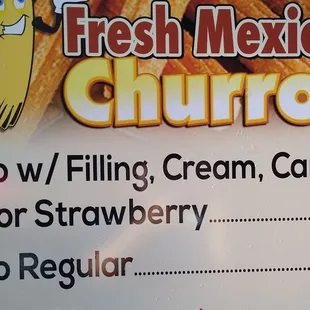 Fresh Mexic
Churro
o w/ Filling, Cream, Ca
or Strawberry....................
o Regular....................................